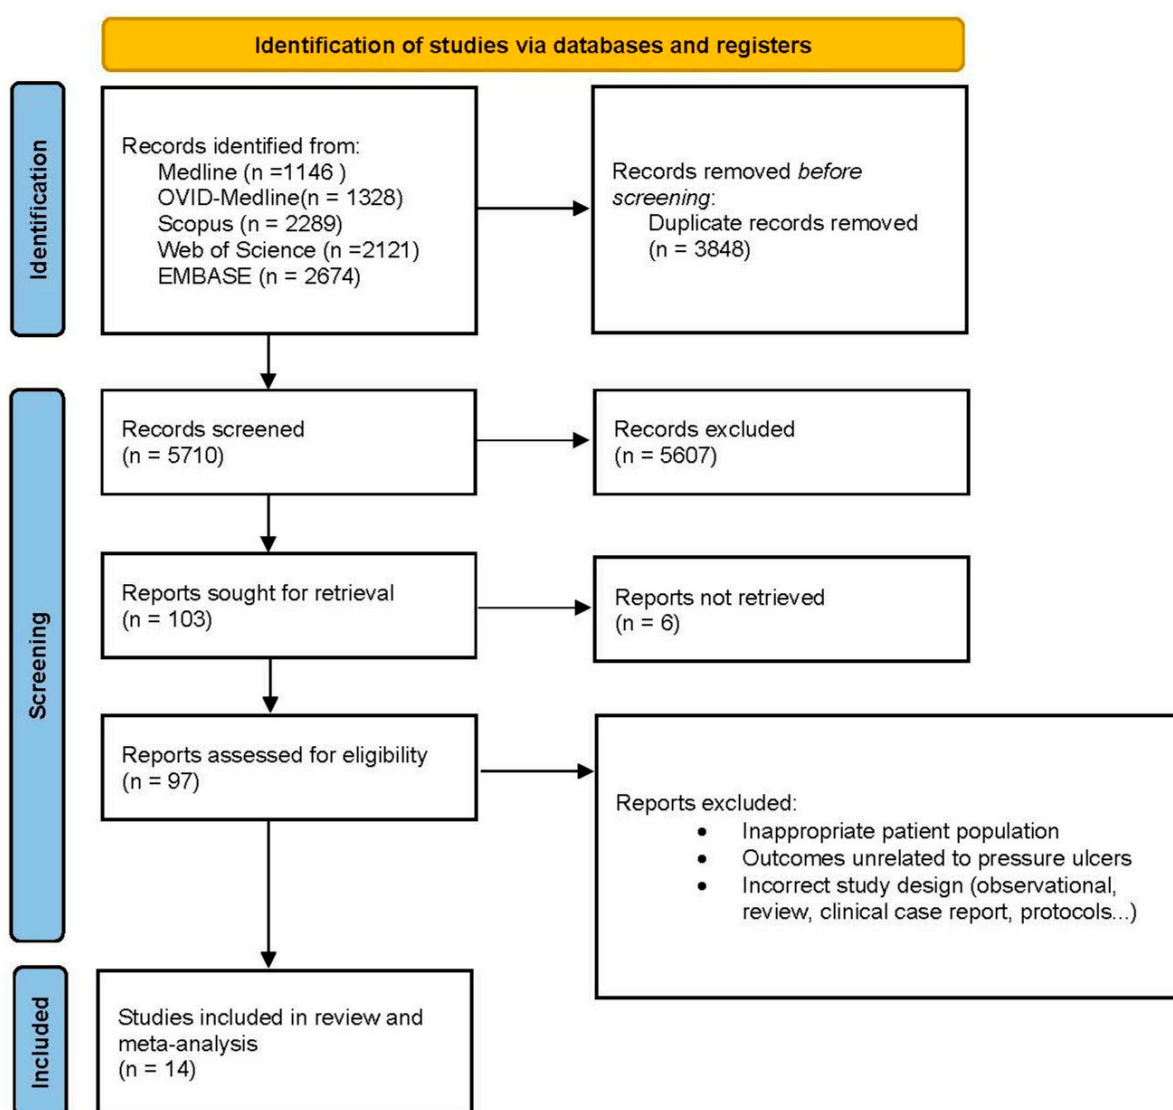 Identification of studies via databases and registers
Identification
Records identified from:
Medline (n =1146 )
OVID-Medline(n = 1328)
Scopus (n = 2289)
Web of Science (n =2121)
EMBASE (n = 2674)
Records removed before
screening:
Duplicate records removed
(n = 3848)
Screening
Records screened
(n = 5710)
Records excluded
(n = 5607)
Reports sought for retrieval
(n = 103)
Reports not retrieved
(n = 6)
Reports assessed for eligibility
(n = 97)
Reports excluded:
• Inappropriate patient population
• Outcomes unrelated to pressure ulcers
• Incorrect study design (observational,
review, clinical case report, protocols...)
Included
Studies included in review and
meta-analysis
(n = 14)